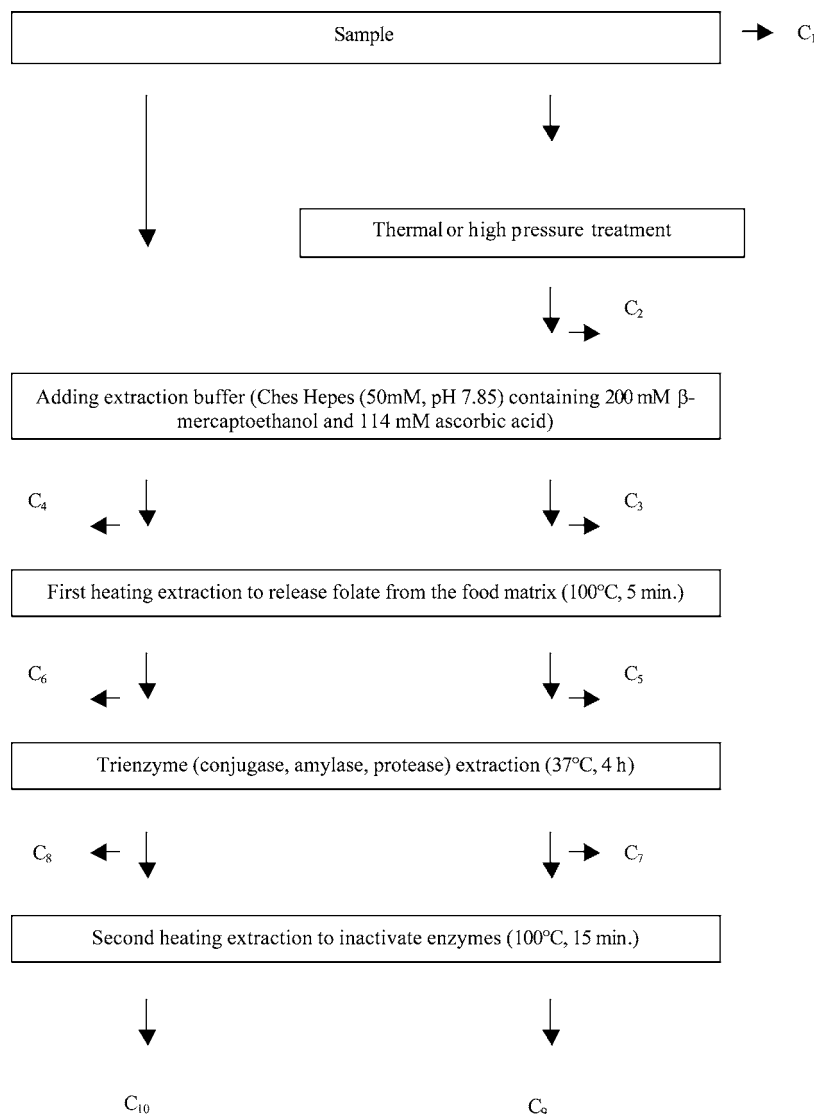 Sample
C₁
Thermal or high pressure treatment
C₂
Adding extraction buffer (Ches Hepes (50mM, pH 7.85) containing 200 mM β-
mercaptoethanol and 114 mM ascorbic acid)
C₄
C₃
First heating extraction to release folate from the food matrix (100°C, 5 min.)
C₆
C₅
Trienzyme (conjugase, amylase, protease) extraction (37°C, 4 h)
C₈
C₇
Second heating extraction to inactivate enzymes (100°C, 15 min.)
C₁₀
C₉